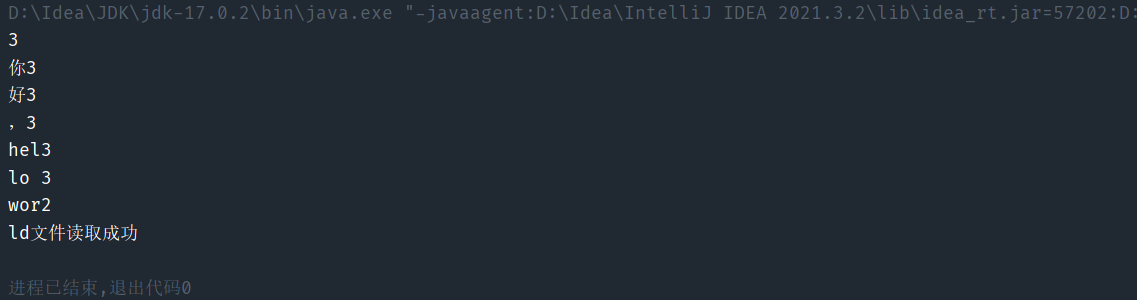 D:\Idea\JDK\jdk-17.0.2\bin\java.exe "-javaagent:D:\Idea\IntelliJ IDEA 2021.3.2\lib\idea_rt.jar=57202:D:
3
你3
好3
，3
hel3
lo 3
wor2
ld文件读取成功
进程已结束,退出代码0